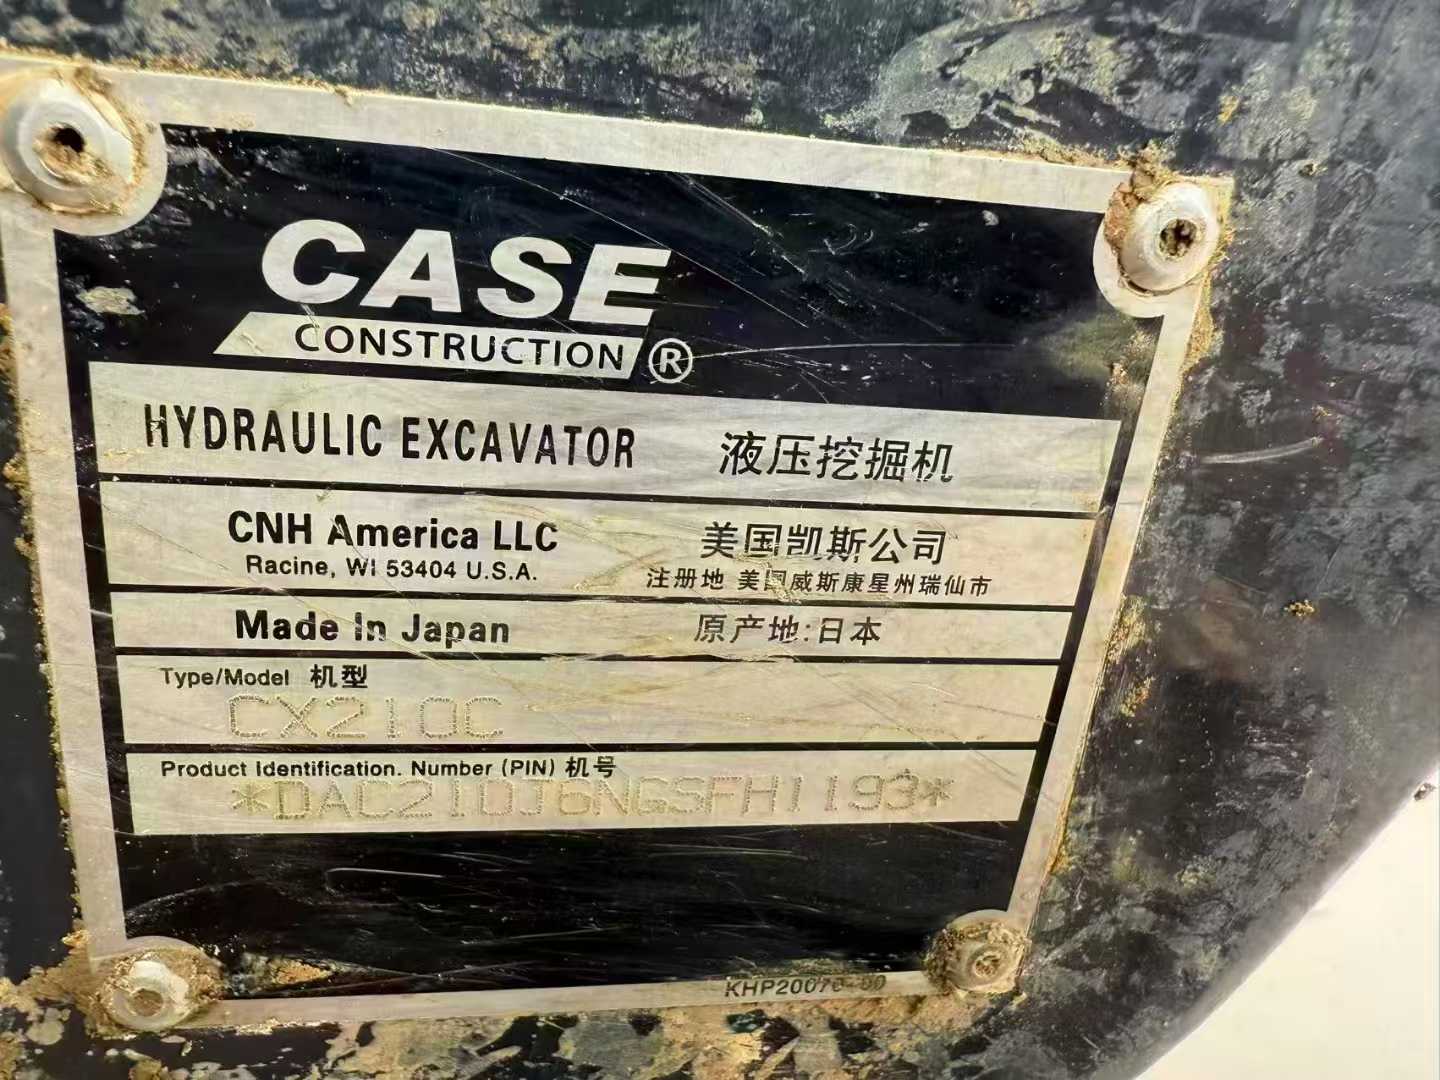 CASE
CONSTRUCTION ®
HYDRAULIC EXCAVATOR 液压挖掘机
CNH America LLC 美国凯斯公司
Racine, WI 53404 U.S.A. 注册地 美国威斯康星州瑞仙市
Made In Japan 原产地:日本
Type/Model 机型
CX210C
Product Identification. Number (PIN) 机号
*DAC210J6NGSFH1193*
KHP20070-00